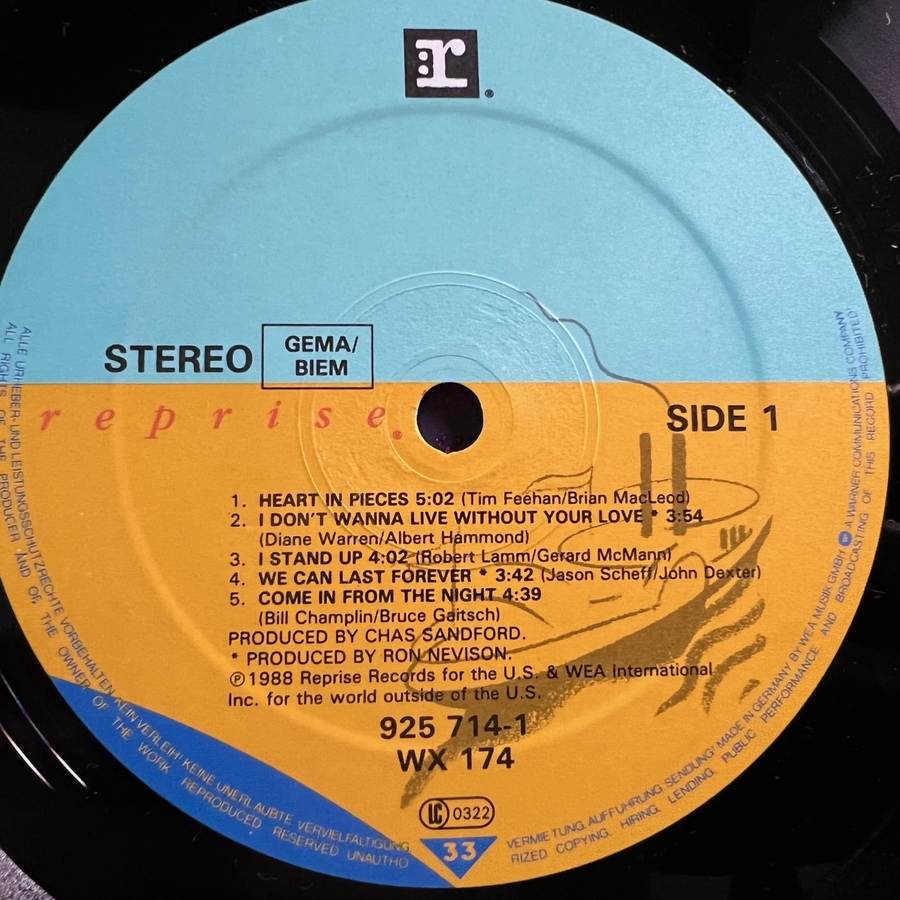 r®
STEREO
GEMA/
BIEM
reprise®
SIDE 1
1. HEART IN PIECES 5:02 (Tim Feehan/Brian MacLeod)
2. I DON'T WANNA LIVE WITHOUT YOUR LOVE * 3:54
(Diane Warren/Albert Hammond)
3. I STAND UP 4:02 (Robert Lamm/Gerard McMann)
4. WE CAN LAST FOREVER * 3:42 (Jason Scheff/John Dexter)
5. COME IN FROM THE NIGHT 4:39
(Bill Champlin/Bruce Gaitsch)
PRODUCED BY CHAS SANDFORD.
* PRODUCED BY RON NEVISON.
℗ 1988 Reprise Records for the U.S. & WEA International
Inc. for the world outside of the U.S.
925 714-1
WX 174
LC 0322
33
ALLE URHEBER- UND LEISTUNGSSCHUTZRECHTE VORBEHALTEN. KEIN VERLEIH! KEINE UNERLAUBTE VERVIELFÄLTIGUNG,
VERMIETUNG, AUFFÜHRUNG, SENDUNG! MADE IN GERMANY BY WEA MUSIK GMBH A WARNER COMMUNICATIONS COMPANY
ALL RIGHTS OF THE PRODUCER AND OF THE OWNER OF THE WORK REPRODUCED RESERVED UNAUTHO
RIZED COPYING, HIRING, LENDING, PUBLIC PERFORMANCE AND BROADCASTING OF THIS RECORD PROHIBITED